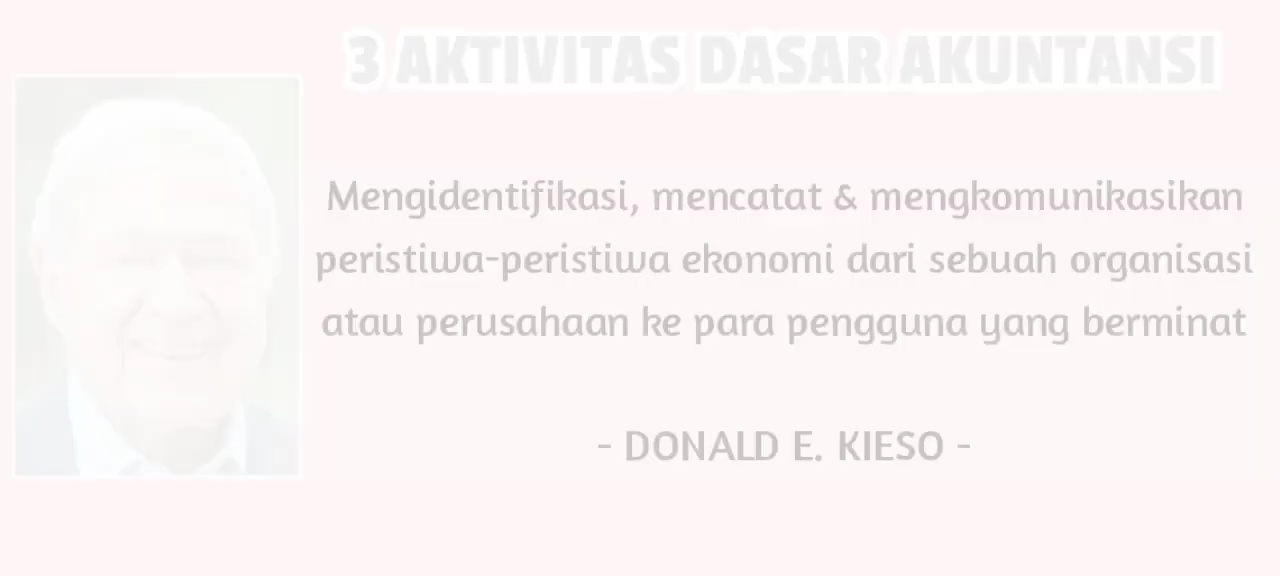 3 AKTIVITAS DASAR AKUNTANSI
Mengidentifikasi, mencatat & mengkomunikasikan
peristiwa-peristiwa ekonomi dari sebuah organisasi
atau perusahaan ke para pengguna yang berminat
- DONALD E. KIESO -